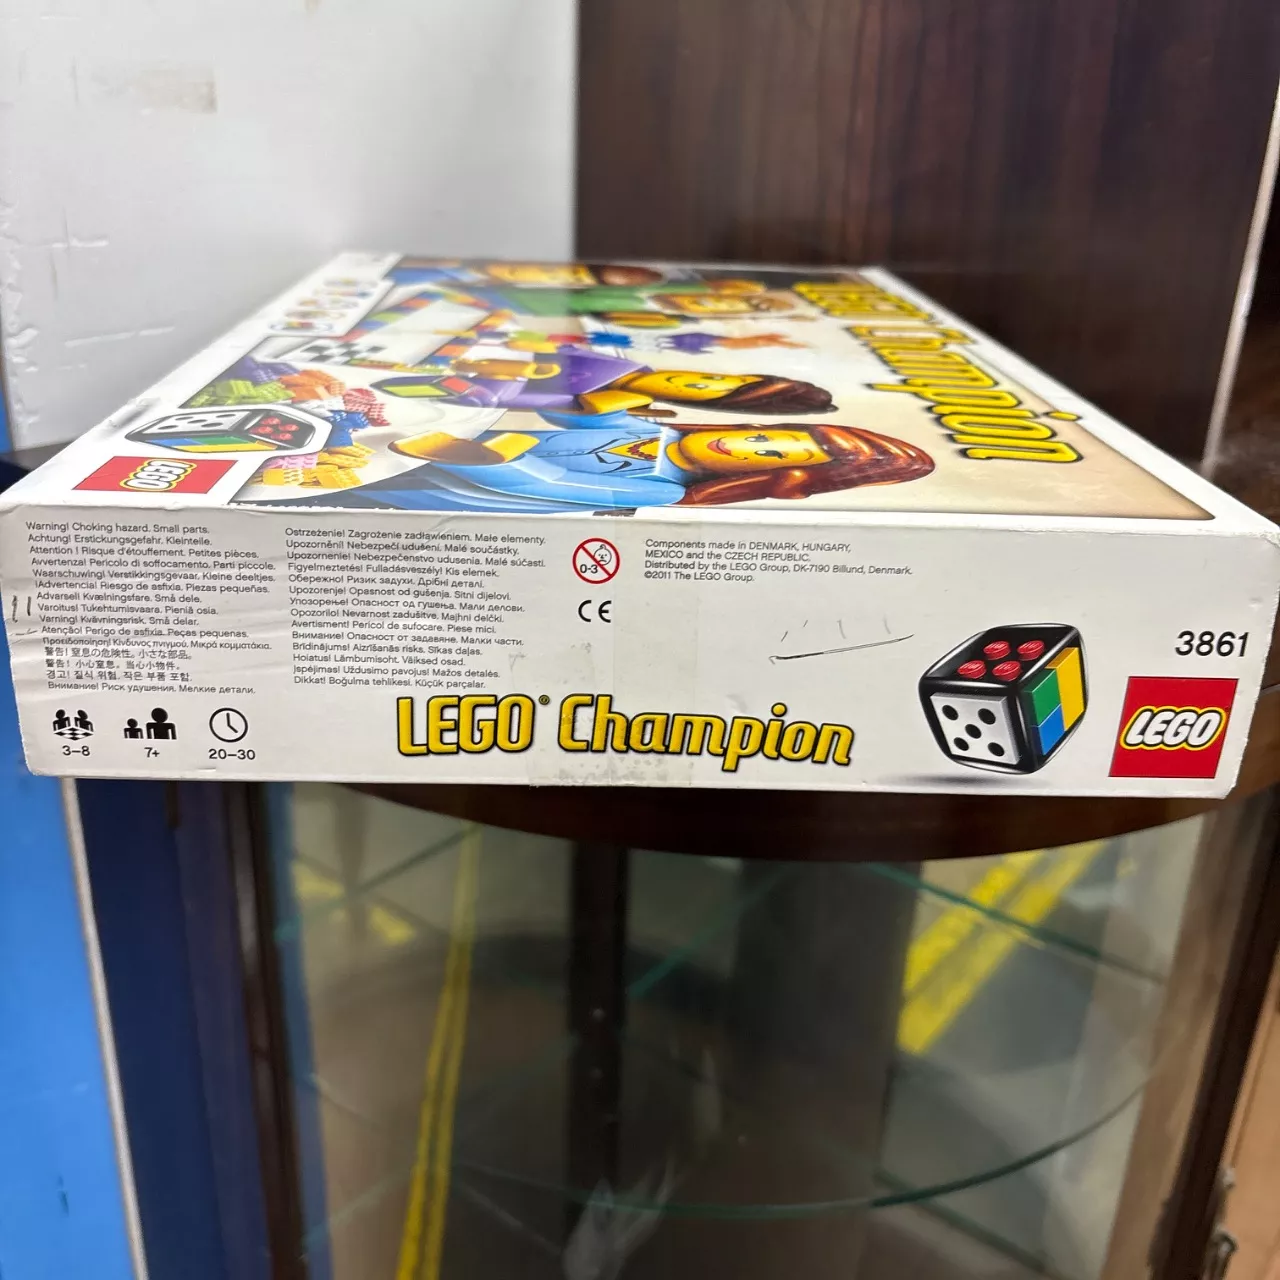 LEGO Champion
LEGO
Warning! Choking hazard. Small parts.
Achtung! Erstickungsgefahr. Kleinteile.
Attention ! Risque d'étouffement. Petites pièces.
Avvertenza! Pericolo di soffocamento. Parti piccole.
Waarschuwing! Verstikkingsgevaar. Kleine deeltjes.
¡Advertencia! Riesgo de asfixia. Piezas pequeñas.
Advarsel! Kvælningsfare. Små dele.
Varoitus! Tukehtumisvaara. Pieniä osia.
Varning! Kvävningsrisk. Små delar.
Atenção! Perigo de asfixia. Peças pequenas.
Προειδοποίηση! Κίνδυνος πνιγμού. Μικρά κομματάκια.
警告! 窒息の危険性。小さな部品。
警告! 小心窒息。当心小物件。
경고! 질식 위험. 작은 부품 포함.
Внимание! Риск удушения. Мелкие детали.
Ostrzeżenie! Zagrożenie zadławieniem. Małe elementy.
Upozornění! Nebezpečí udušení. Malé součástky.
Upozornenie! Nebezpečenstvo udusenia. Malé súčasti.
Figyelmeztetés! Fulladásveszély! Kis elemek.
Обережно! Ризик задухи. Дрібні деталі.
Upozorenje! Opasnost od gušenja. Sitni dijelovi.
Упозорење! Опасност од гушења. Мали делови.
Opozorilo! Nevarnost zadušitve. Majhni delčki.
Avertisment! Pericol de sufocare. Piese mici.
Внимание! Опасност от задавяне. Малки части.
Brīdinājums! Aizrīšanās risks. Sīkas daļas.
Hoiatus! Lämbumisoht. Väiksed osad.
Įspėjimas! Uždusimo pavojus! Mažos detalės.
Dikkat! Boğulma tehlikesi. Küçük parçalar.
0-3
CE
Components made in DENMARK, HUNGARY,
MEXICO and the CZECH REPUBLIC.
Distributed by the LEGO Group, DK-7190 Billund, Denmark.
©2011 The LEGO Group.
3–8
7+
20–30
LEGO® Champion
3861
LEGO